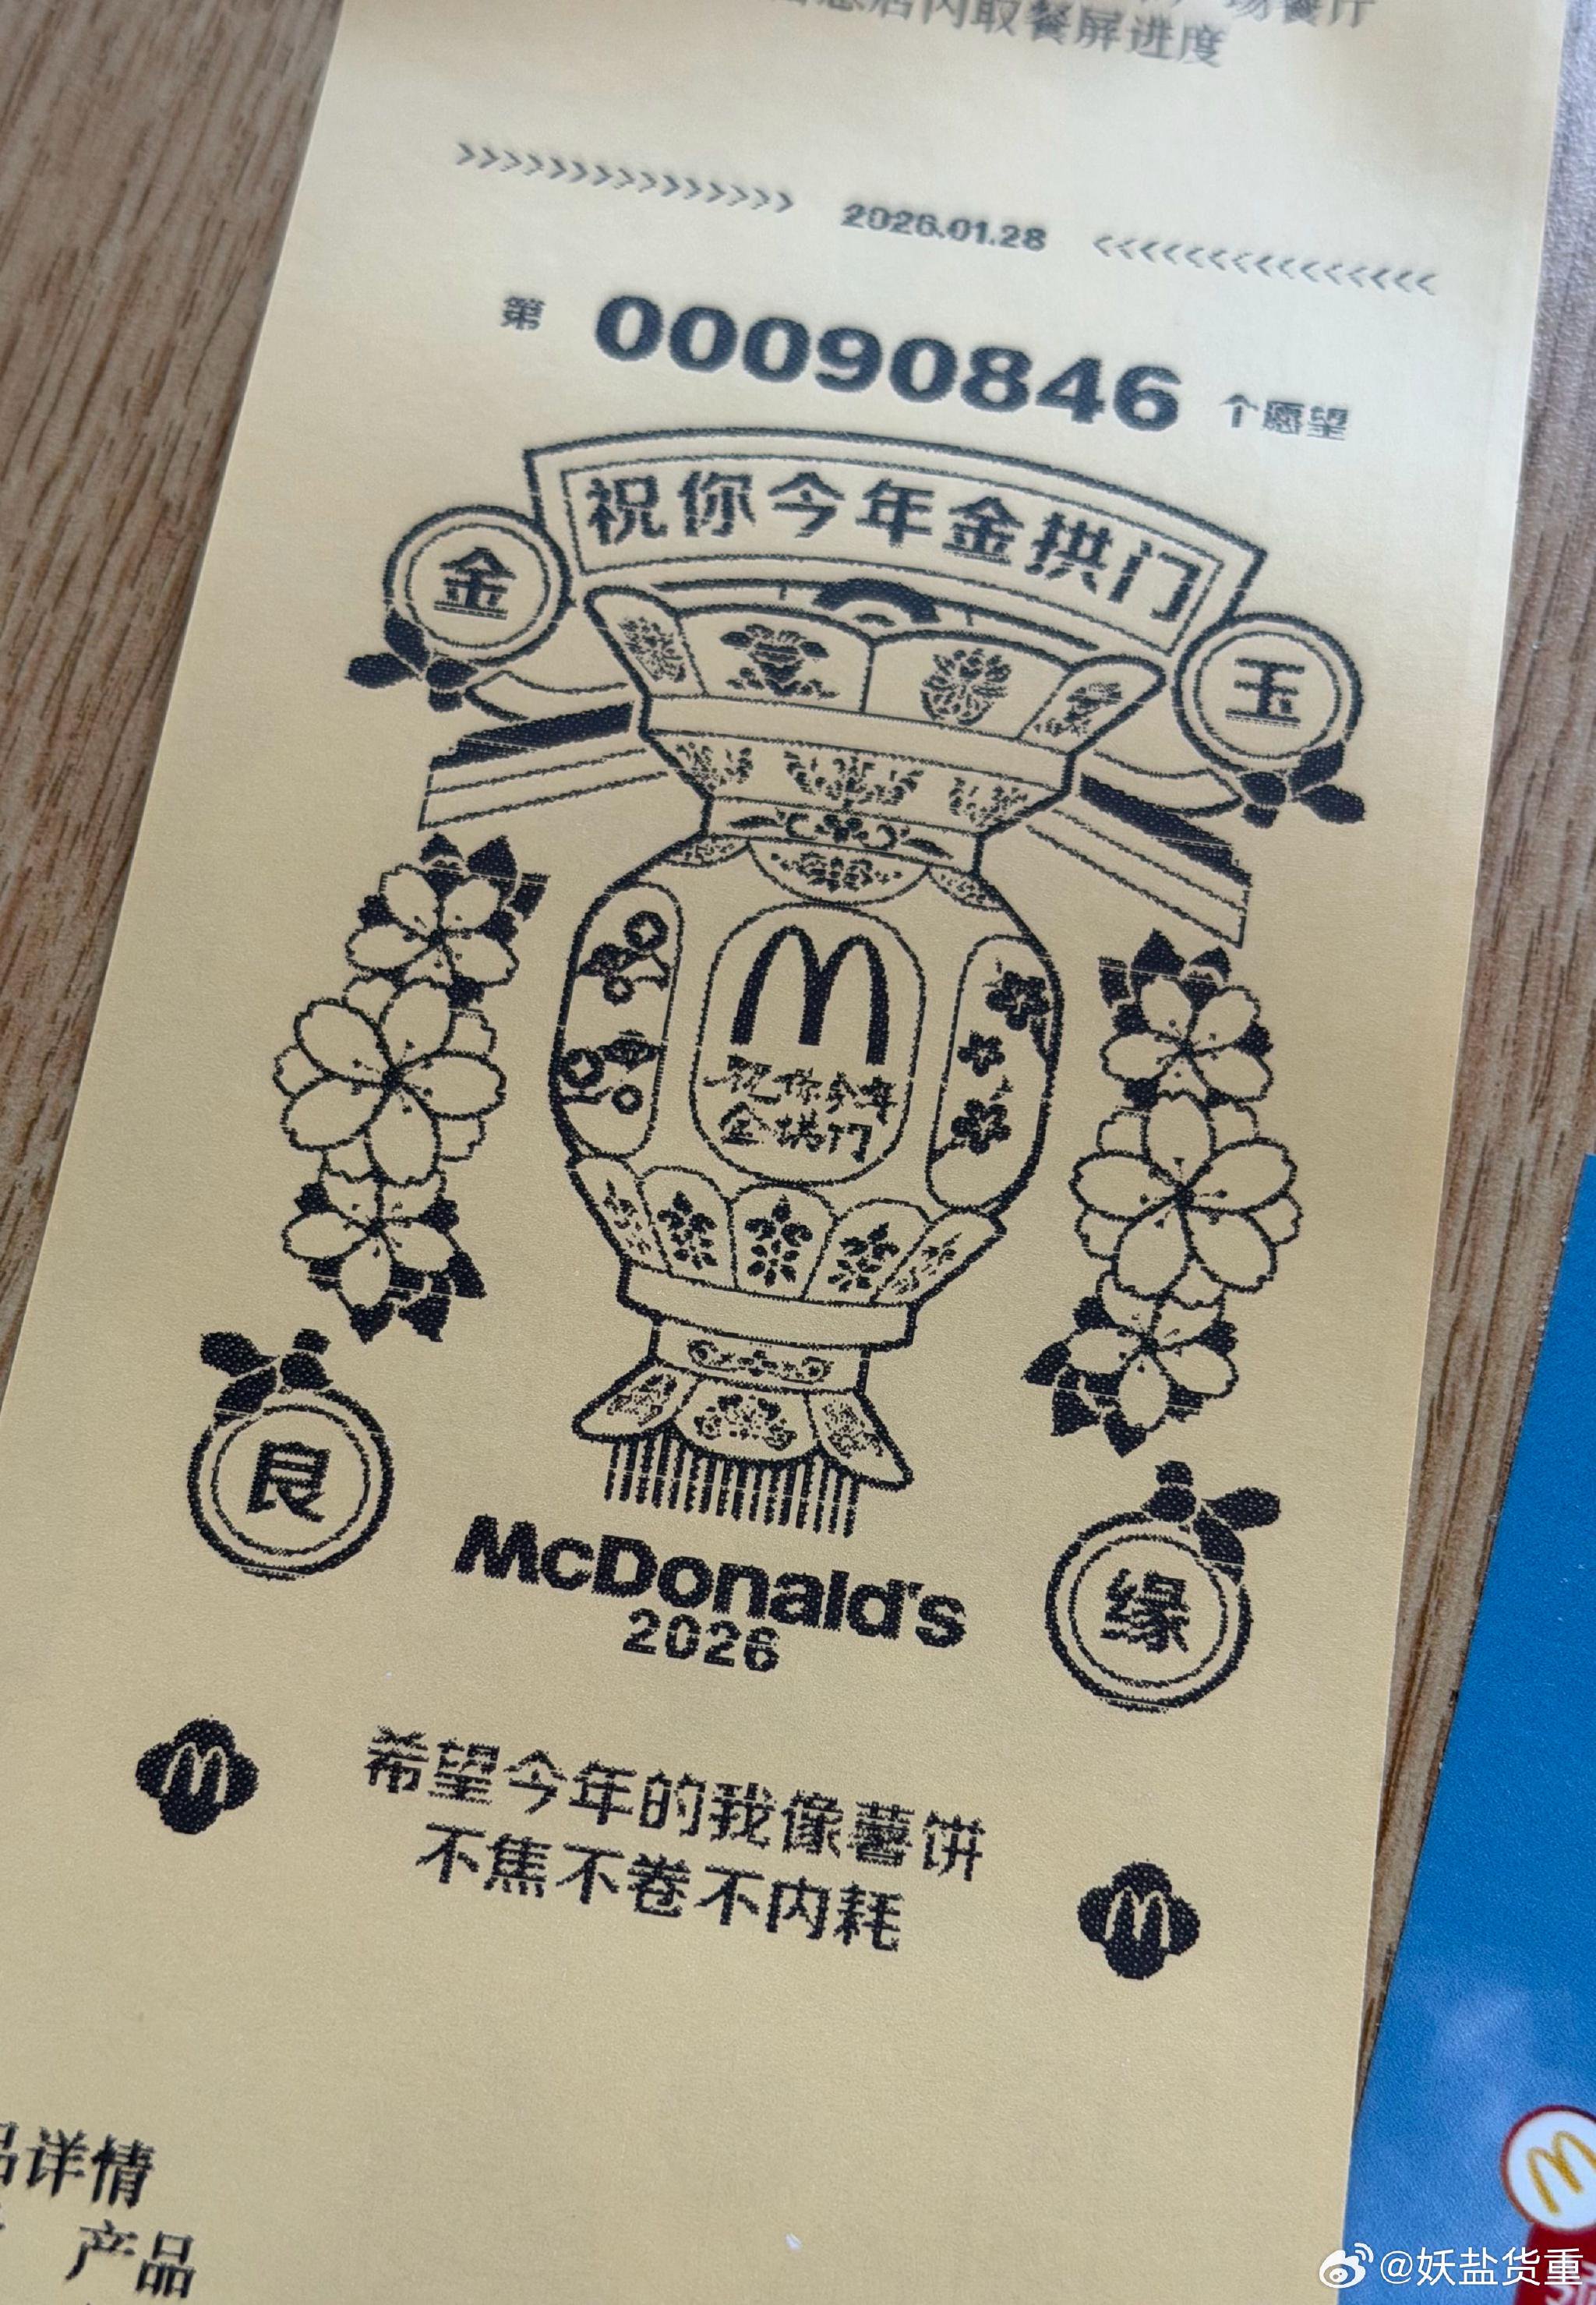 店内取餐屏进度
2026.01.28
第 00090846 个愿望
祝你今年金拱门
金
玉
祝你今年
金拱门
良
缘
McDonald's
2026
希望今年的我像薯饼
不焦不卷不内耗
品详情
产品
@妖盐货重